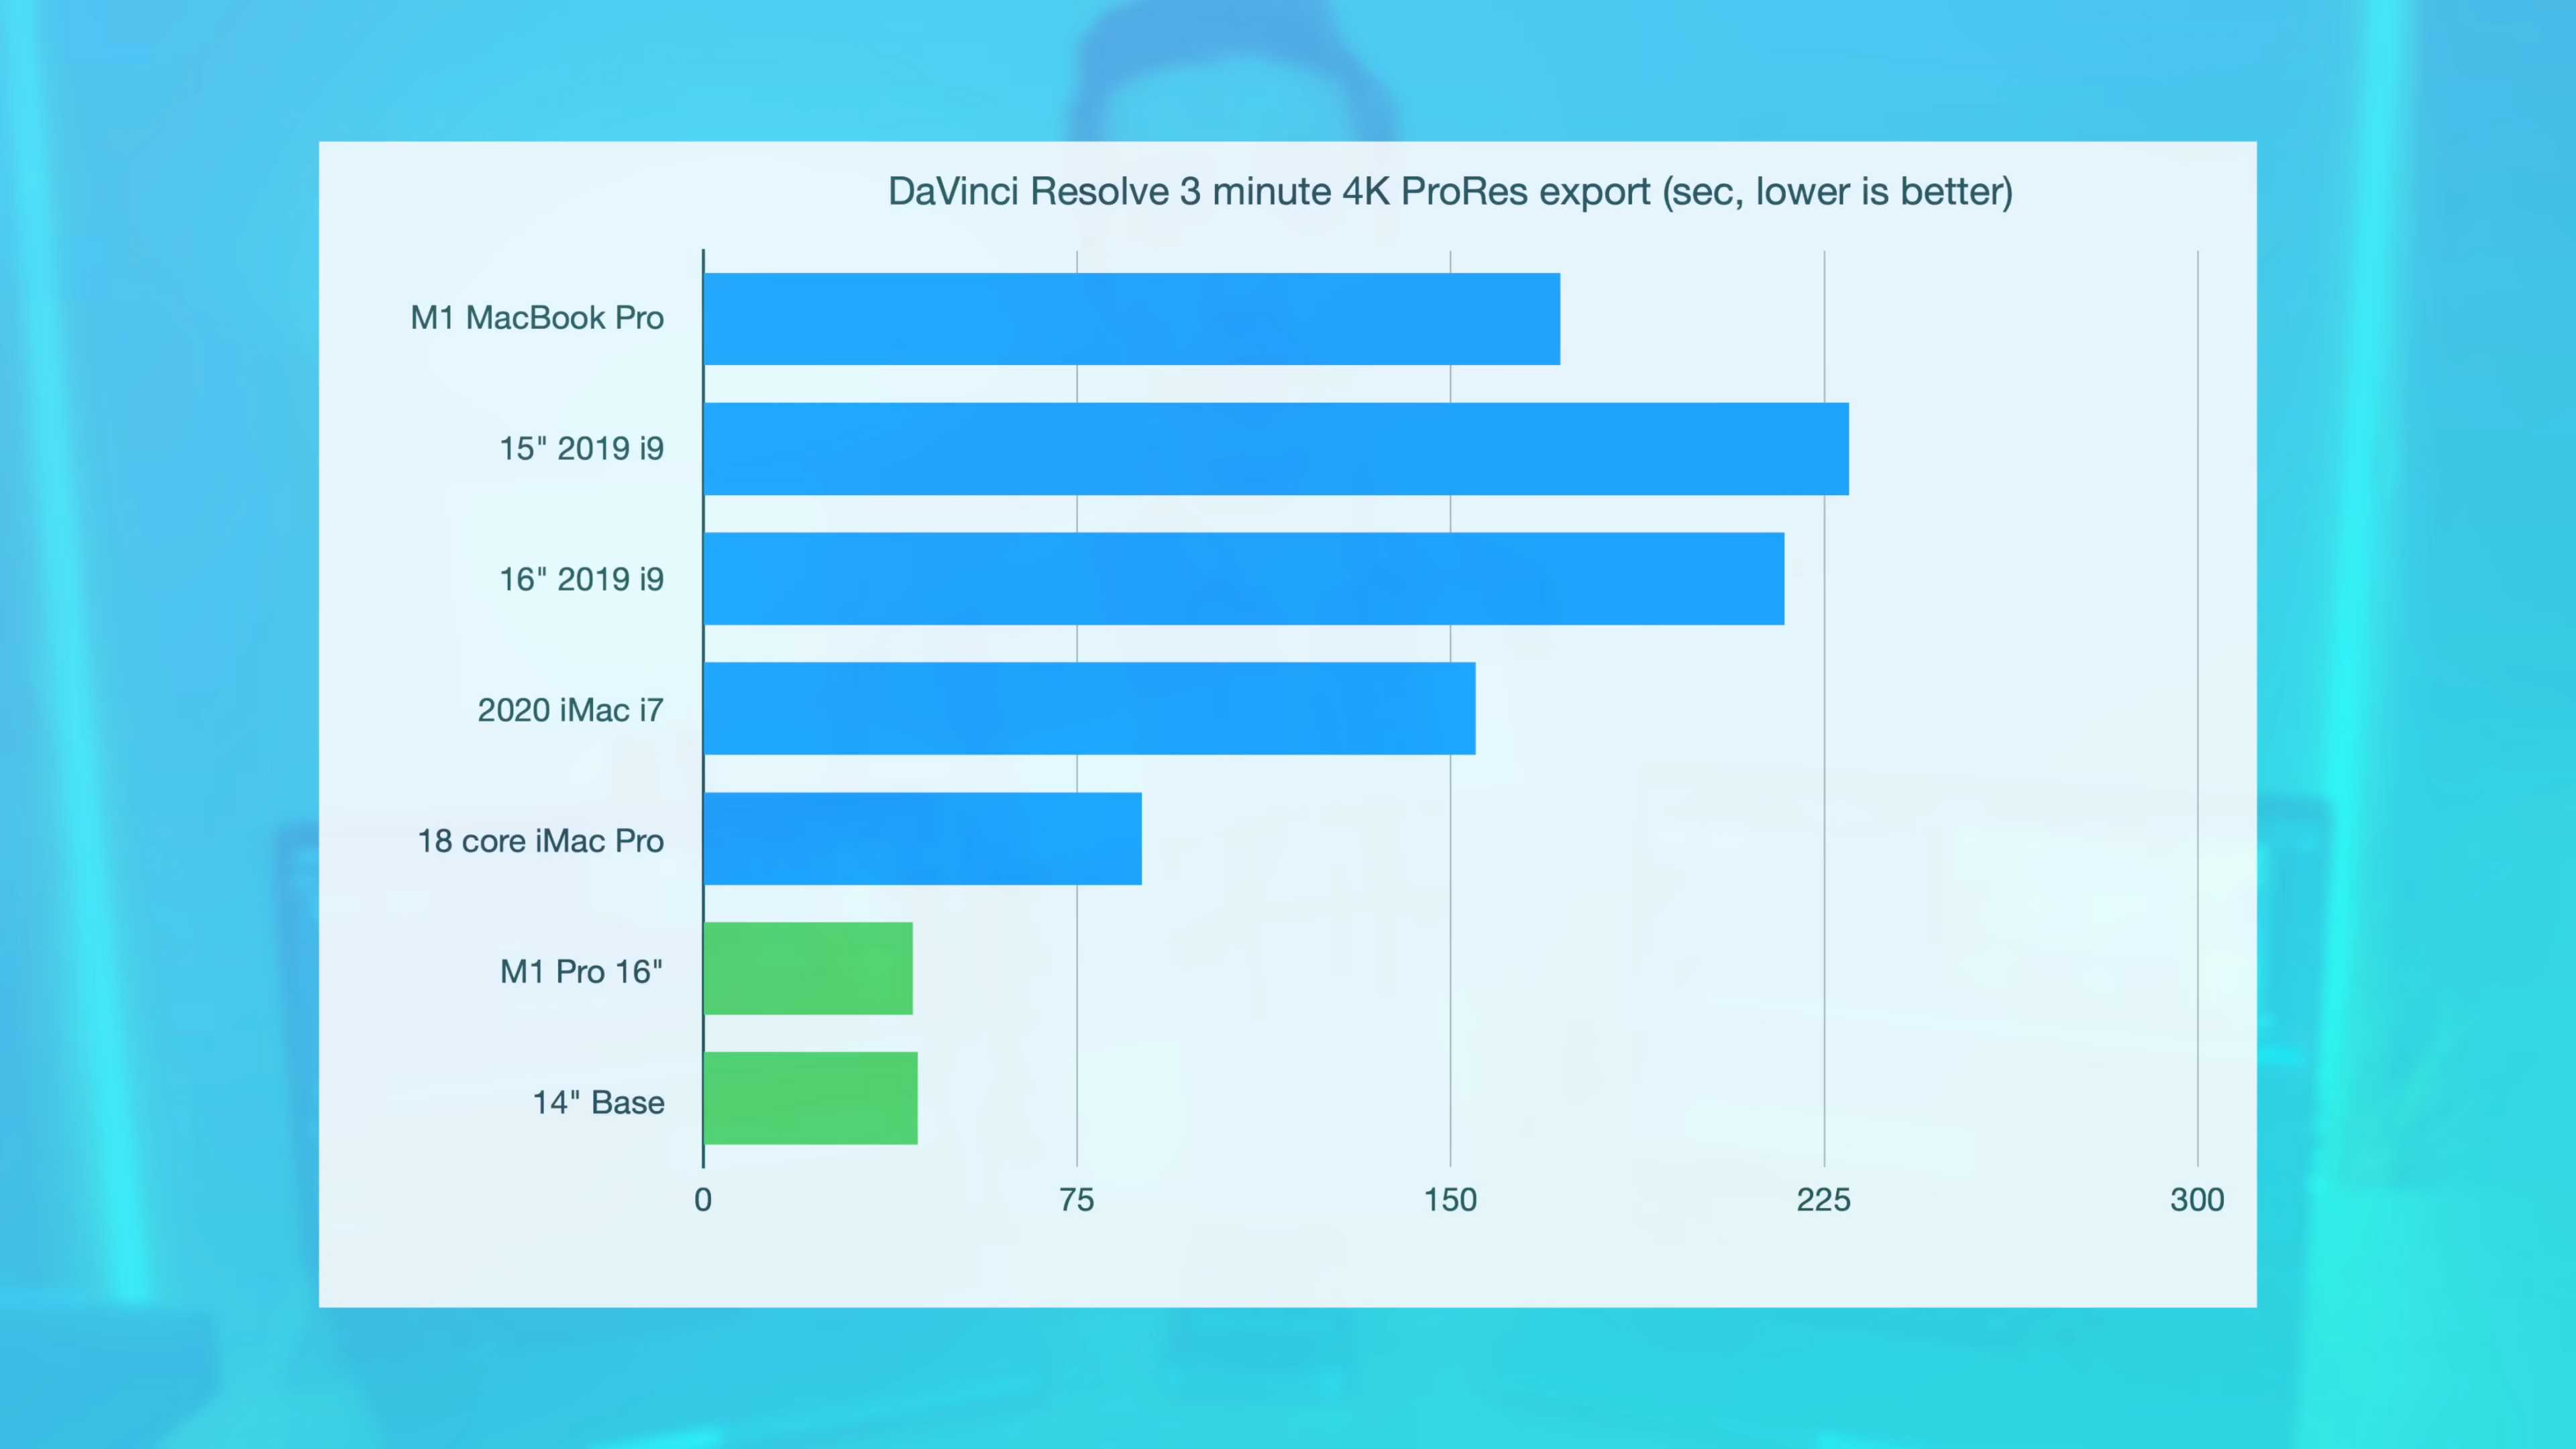 DaVinci Resolve 3 minute 4K ProRes export (sec, lower is better)
M1 MacBook Pro
15" 2019 i9
16" 2019 i9
2020 iMac i7
18 core iMac Pro
M1 Pro 16"
14" Base
0 75 150 225 300